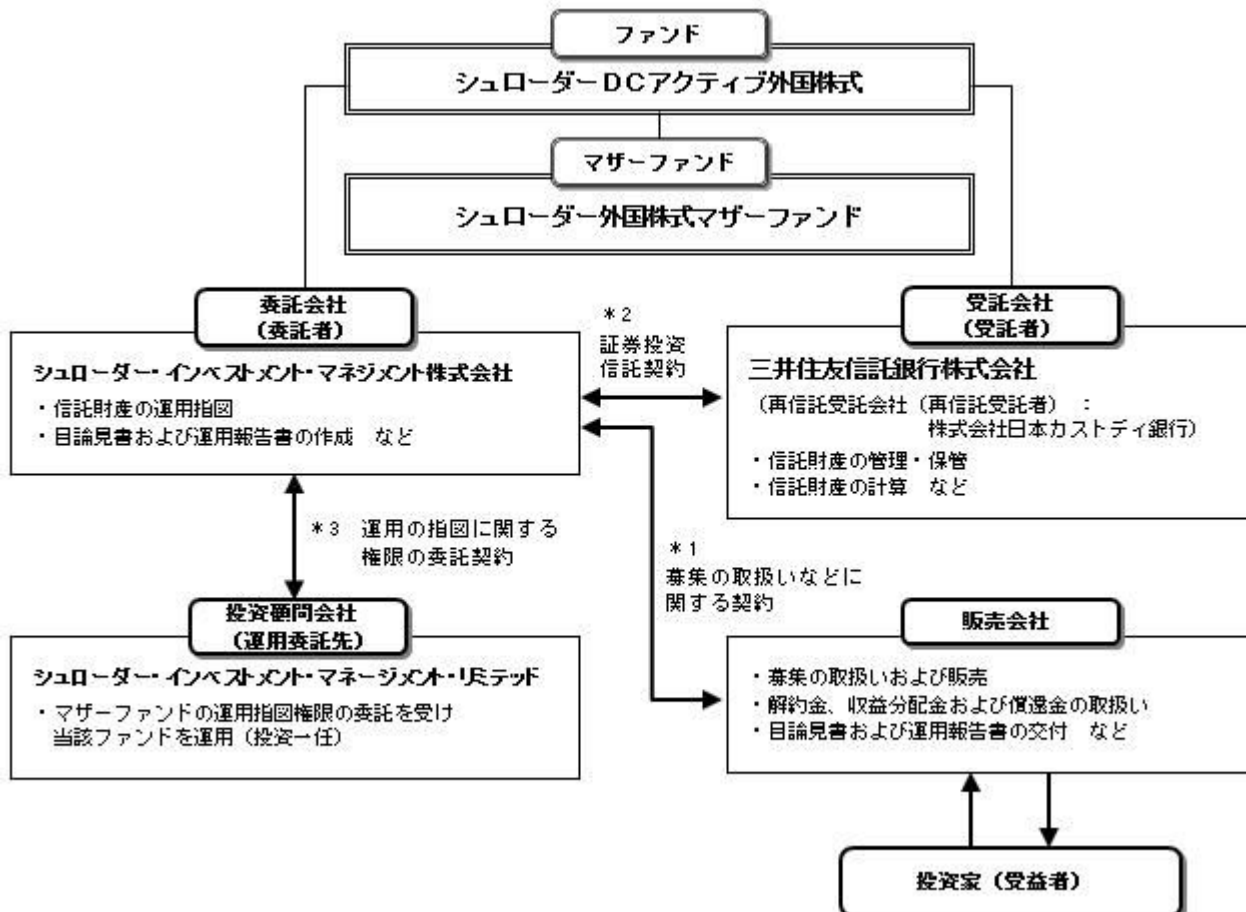 ファンド
シュローダーDCアクティブ外国株式
マザーファンド
シュローダー外国株式マザーファンド
委託会社
(委託者)
シュローダー・インベストメント・マネジメント株式会社
・信託財産の運用指図
・目論見書および運用報告書の作成 など
*2
証券投資
信託契約
受託会社
(受託者)
三井住友信託銀行株式会社
(再信託受託会社(再信託受託者) :
株式会社日本カストディ銀行)
・信託財産の管理・保管
・信託財産の計算 など
*3 運用の指図に関する
権限の委託契約
*1
募集の取扱いなどに
関する契約
投資顧問会社
(運用委託先)
シュローダー・インベストメント・マネージメント・リミテッド
・マザーファンドの運用指図権限の委託を受け
当該ファンドを運用(投資一任)
販売会社
・募集の取扱いおよび販売
・解約金、収益分配金および償還金の取扱い
・目論見書および運用報告書の交付 など
投資家(受益者)